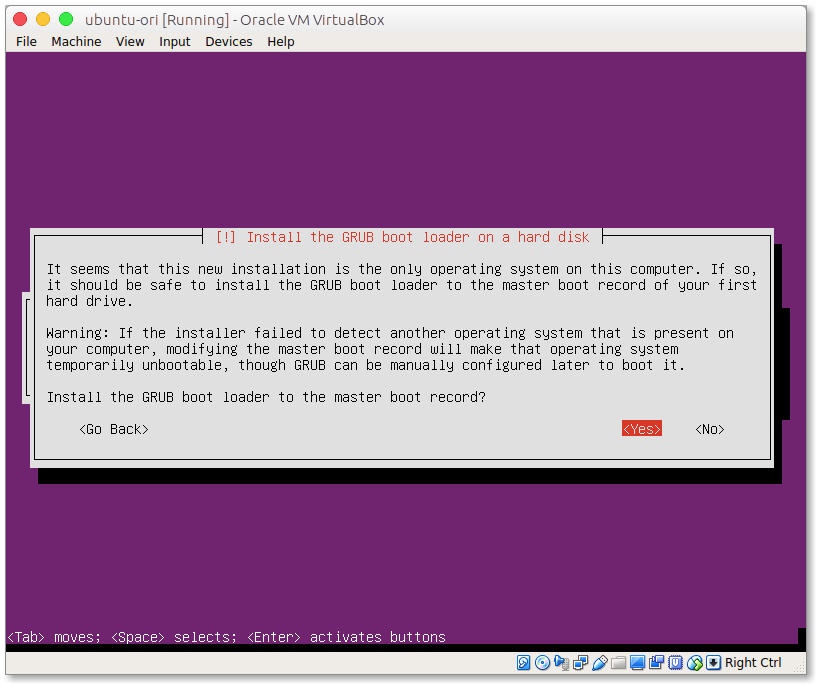 ubuntu-ori [Running] - Oracle VM VirtualBox
File Machine View Input Devices Help
[!] Install the GRUB boot loader on a hard disk
It seems that this new installation is the only operating system on this computer. If so,
it should be safe to install the GRUB boot loader to the master boot record of your first
hard drive.
Warning: If the installer failed to detect another operating system that is present on
your computer, modifying the master boot record will make that operating system
temporarily unbootable, though GRUB can be manually configured later to boot it.
Install the GRUB boot loader to the master boot record?
<Go Back> <Yes> <No>
<Tab> moves; <Space> selects; <Enter> activates buttons
Right Ctrl